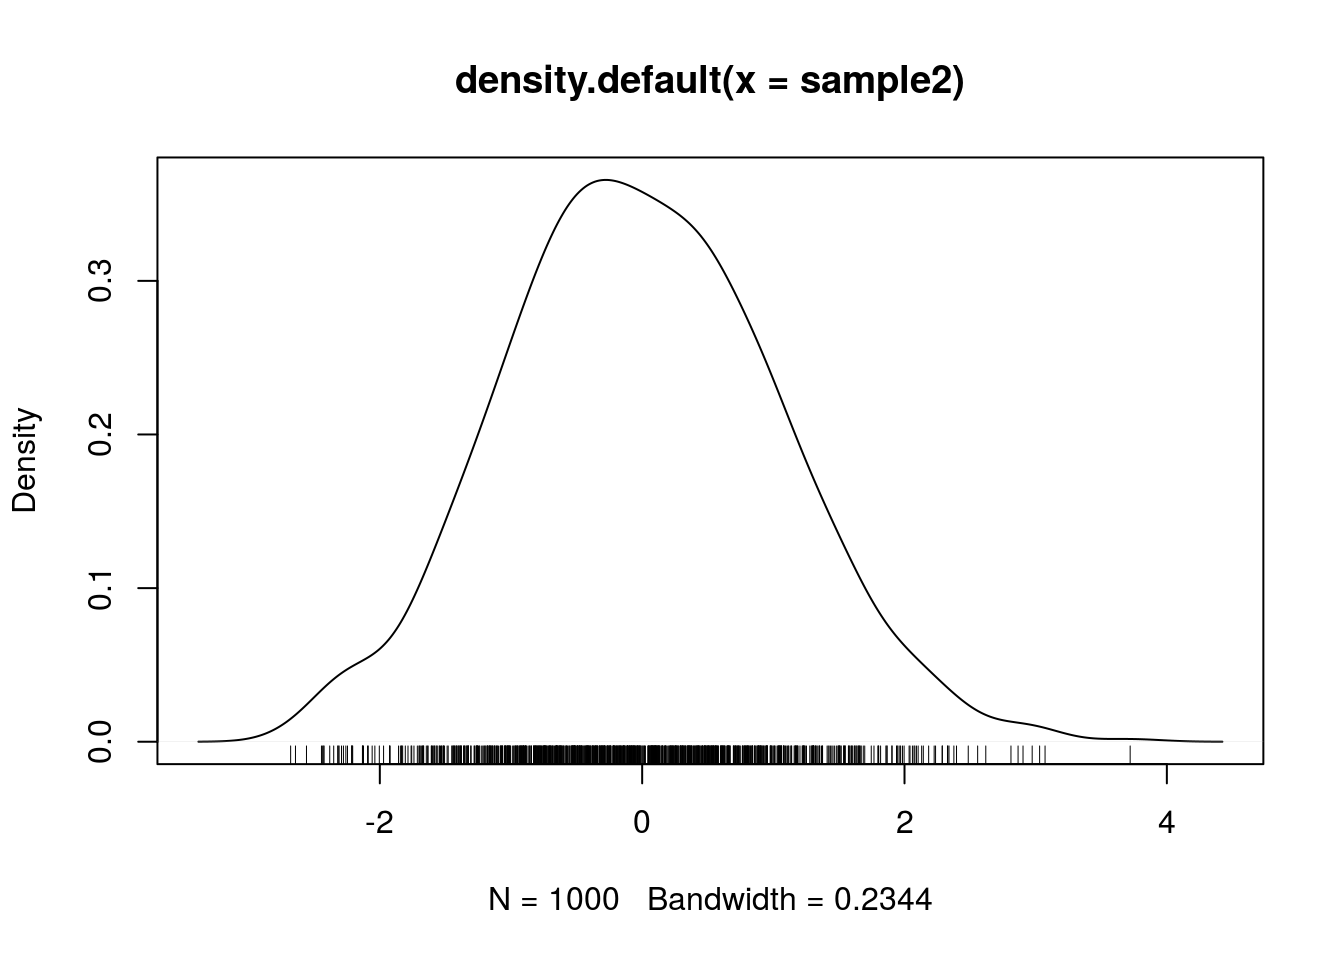 density.default(x = sample2)
Density
0.3
0.2
0.1
0.0
-2 0 2 4
N = 1000 Bandwidth = 0.2344